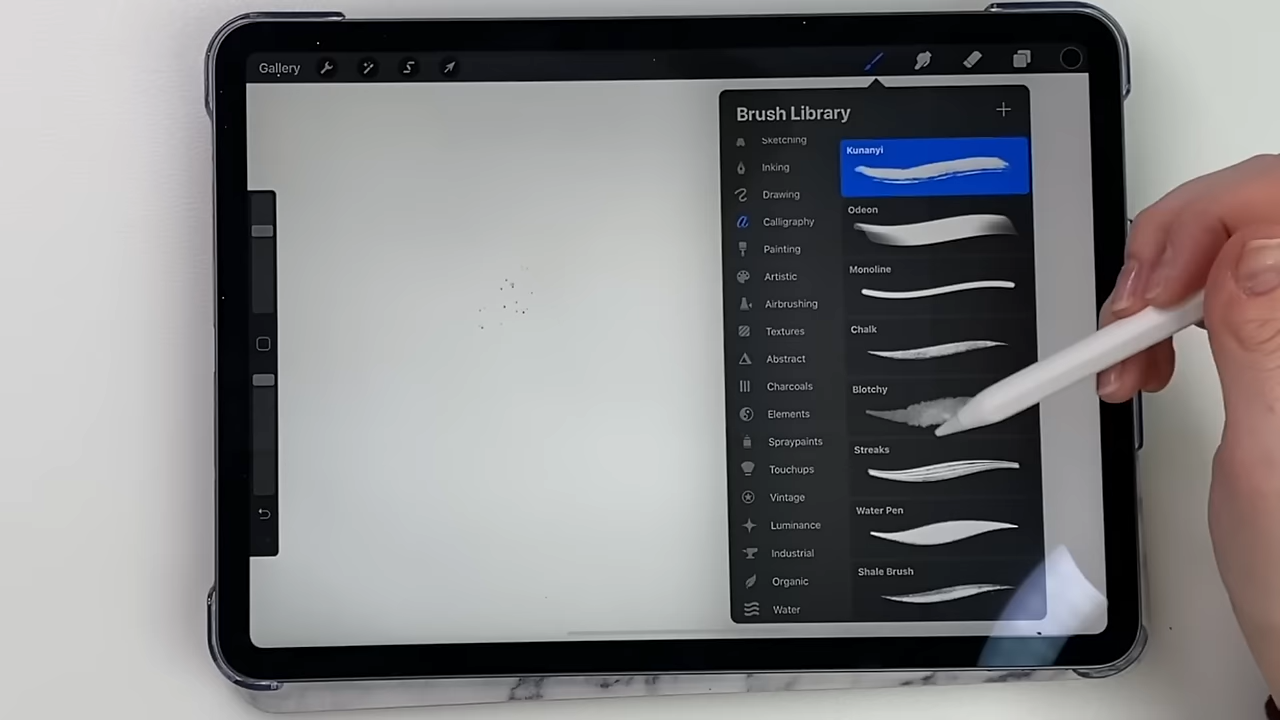 Gallery
Brush Library
Sketching
Inking
Drawing
Calligraphy
Painting
Artistic
Airbrushing
Textures
Abstract
Charcoals
Elements
Spraypaints
Touchups
Vintage
Luminance
Industrial
Organic
Water
Kunanyi
Odeon
Monoline
Chalk
Blotchy
Streaks
Water Pen
Shale Brush